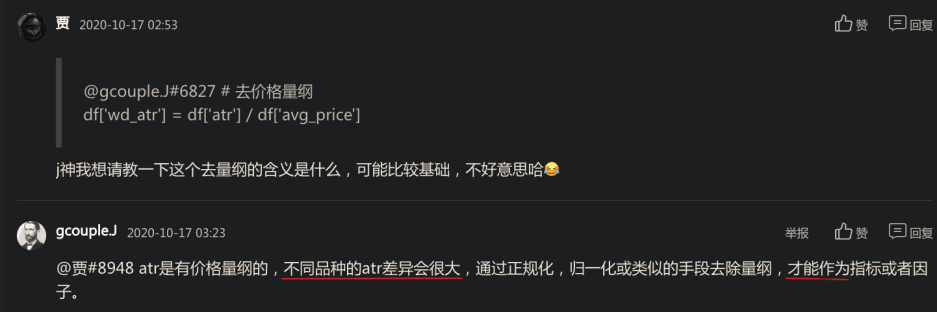 贾 2020-10-17 02:53 赞 回复
@gcouple.J#6827 # 去价格量纲
df['wd_atr'] = df['atr'] / df['avg_price']
j神我想请教一下这个去量纲的含义是什么，可能比较基础，不好意思哈😂
gcouple.J 2020-10-17 03:23 举报 赞 回复
@贾#8948 atr是有价格量纲的，不同品种的atr差异会很大，通过正规化，归一化或类似的手段去除量纲，才能作为指标或者因
子。